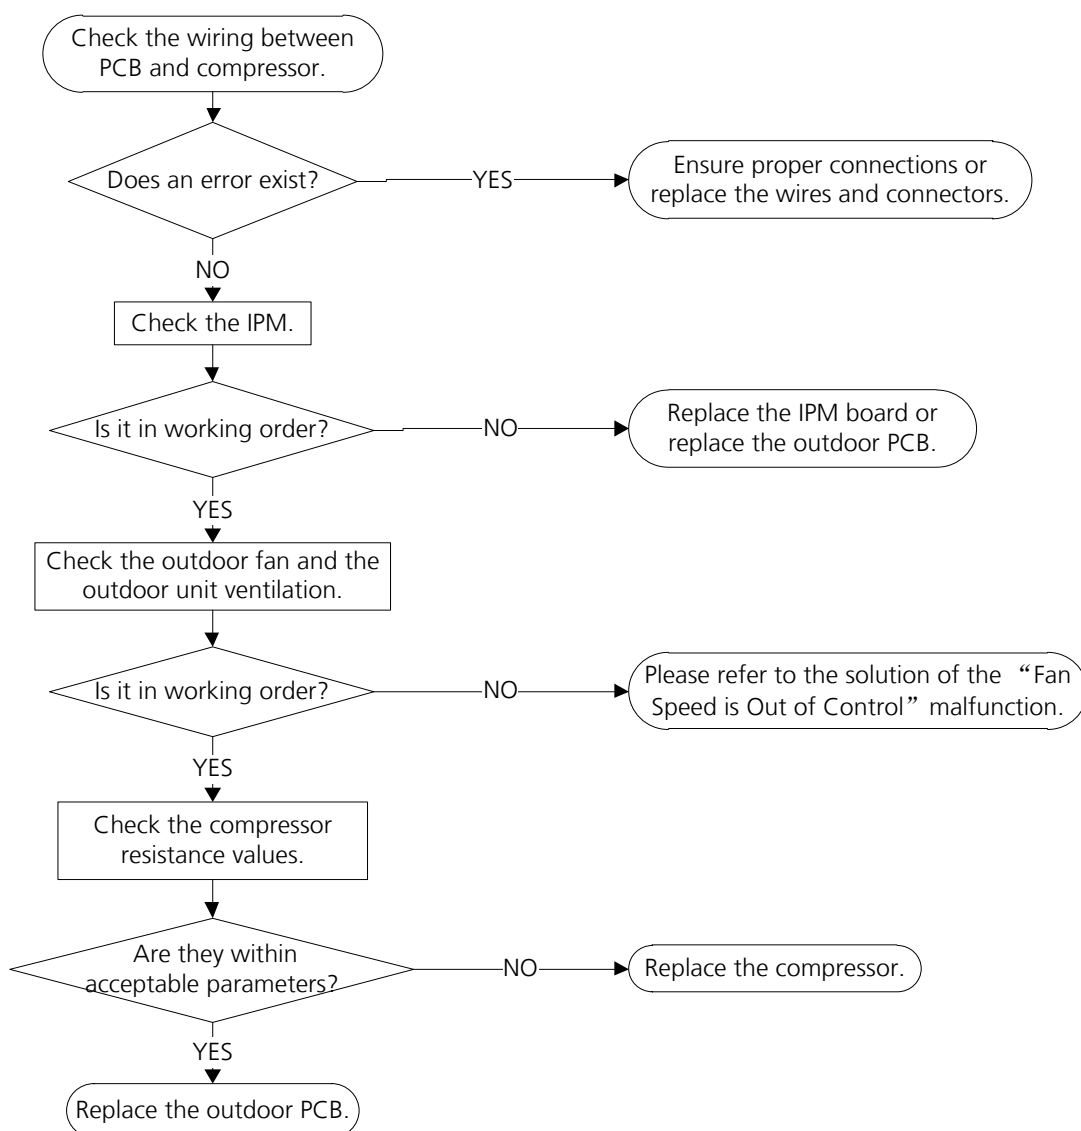 Check the wiring between
PCB and compressor.
Does an error exist?
YES
Ensure proper connections or
replace the wires and connectors.
NO
Check the IPM.
Is it in working order?
NO
Replace the IPM board or
replace the outdoor PCB.
YES
Check the outdoor fan and the
outdoor unit ventilation.
Is it in working order?
NO
Please refer to the solution of the “Fan
Speed is Out of Control” malfunction.
YES
Check the compressor
resistance values.
Are they within
acceptable parameters?
NO
Replace the compressor.
YES
Replace the outdoor PCB.